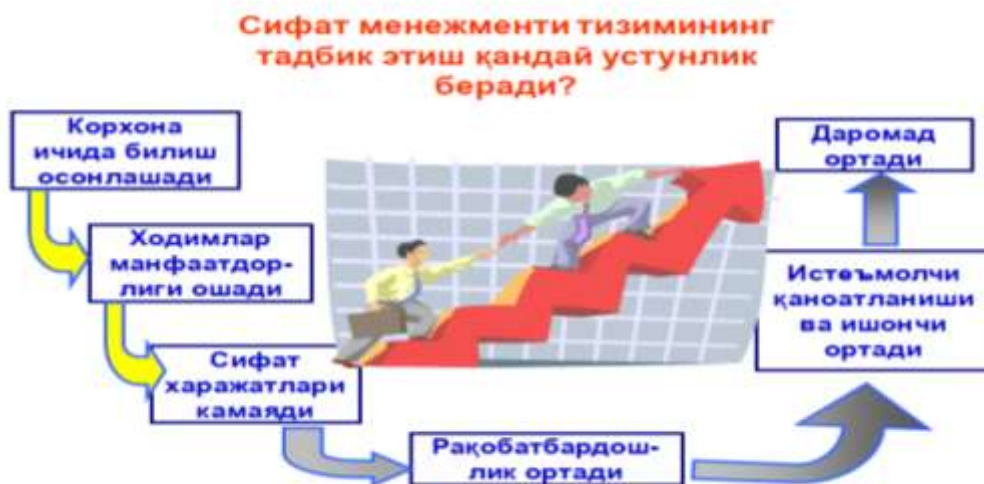 Сифат менежменти тизимининг
тадбик этиш қандай устунлик
беради?
Корхона
ичида билиш
осонлашади
Ходимлар
манфаатдор-
лиги ошади
Сифат
харажатлари
камаяди
Рақобатбардош-
лик ортади
Истеъмолчи
қаноатланиши
ва ишончи
ортади
Даромад
ортади